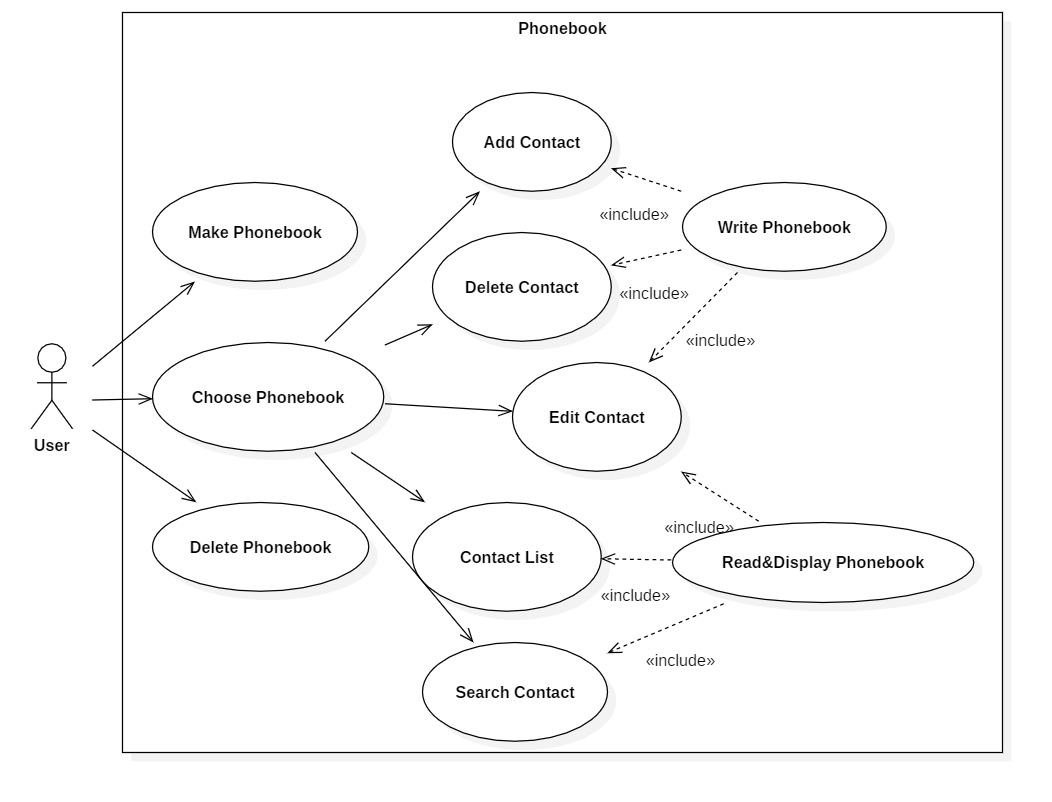 Phonebook
Add Contact
Make Phonebook
«include»
Write Phonebook
Delete Contact
«include»
«include»
Choose Phonebook
Edit Contact
User
«include»
Delete Phonebook
Contact List
Read&Display Phonebook
«include»
«include»
Search Contact